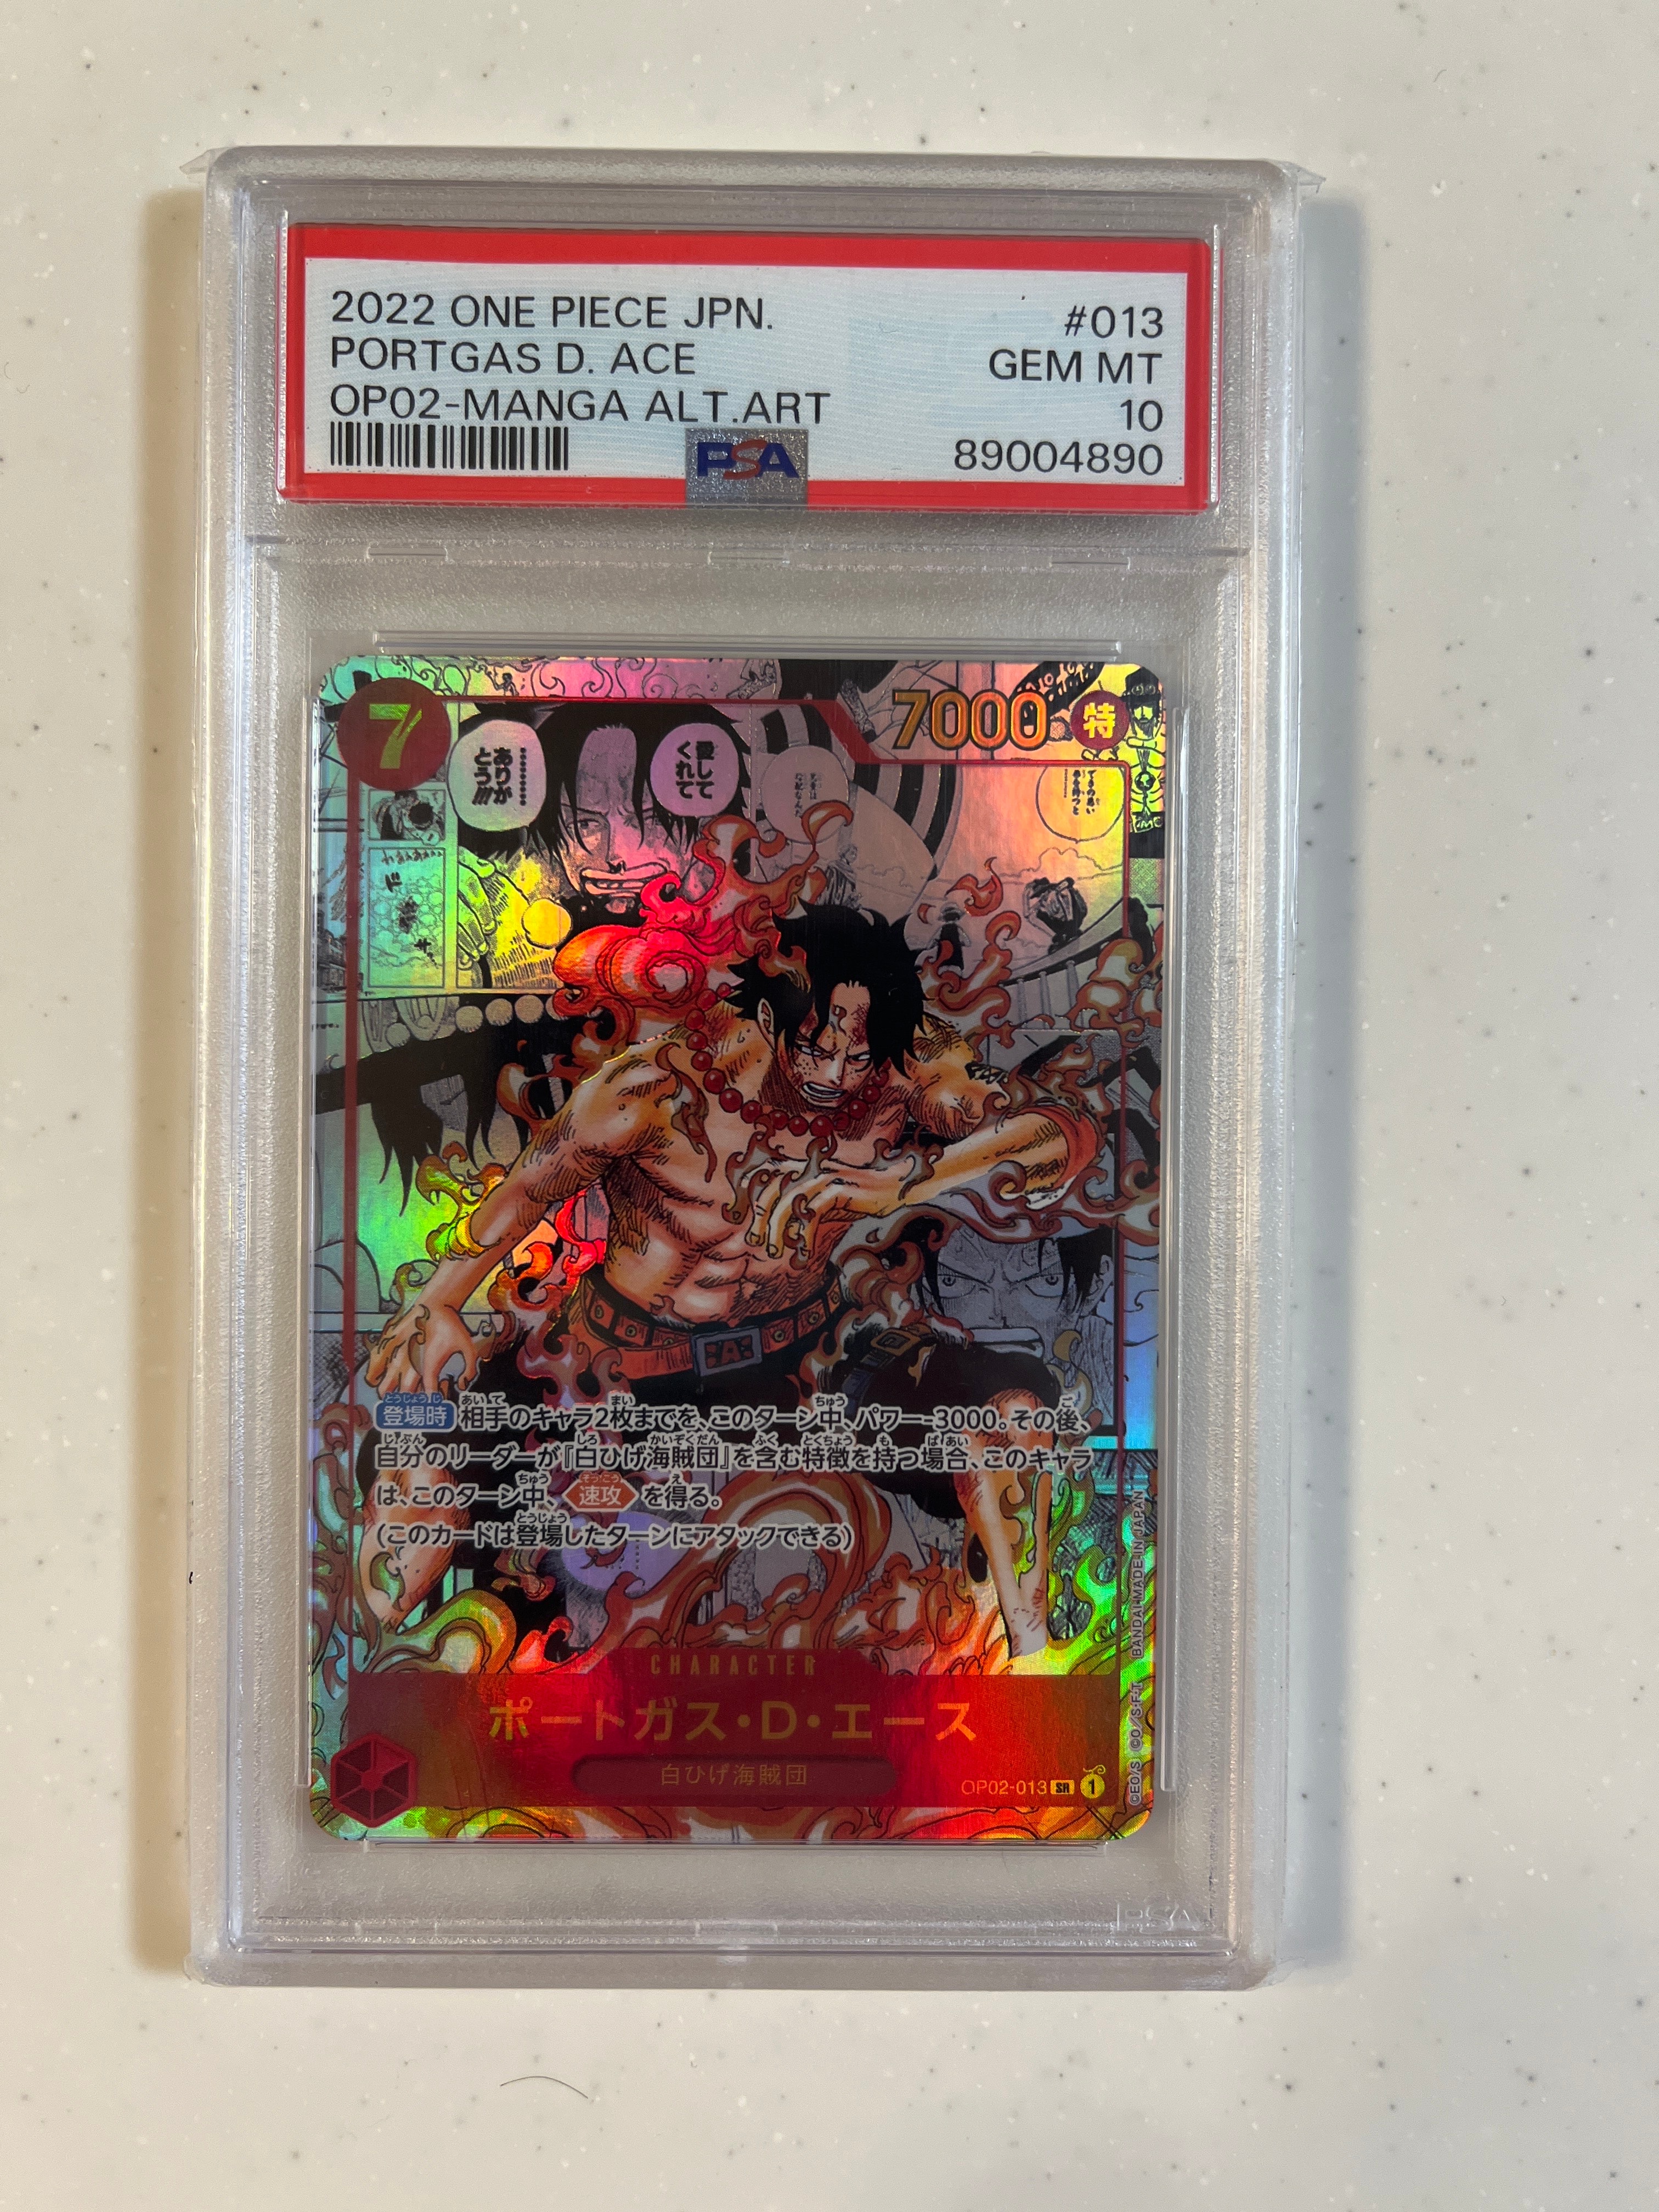 2022 ONE PIECE JPN.
#013
PORTGAS D. ACE
GEM MT
OP02-MANGA ALT.ART
10
PSA
89004890
7
7000
特
愛して
くれて
………
ありが
とう!!!
登場時 相手のキャラ2枚までを、このターン中、パワー-3000。その後、
自分のリーダーが『白ひげ海賊団』を含む特徴を持つ場合、このキャラ
は、このターン中、速攻を得る。
(このカードは登場したターンにアタックできる)
CHARACTER
ポートガス・D・エース
白ひげ海賊団
OP02-013 SR 1
©EO/S ©O/S・F・T BANDAI・MADE IN JAPAN
PSA